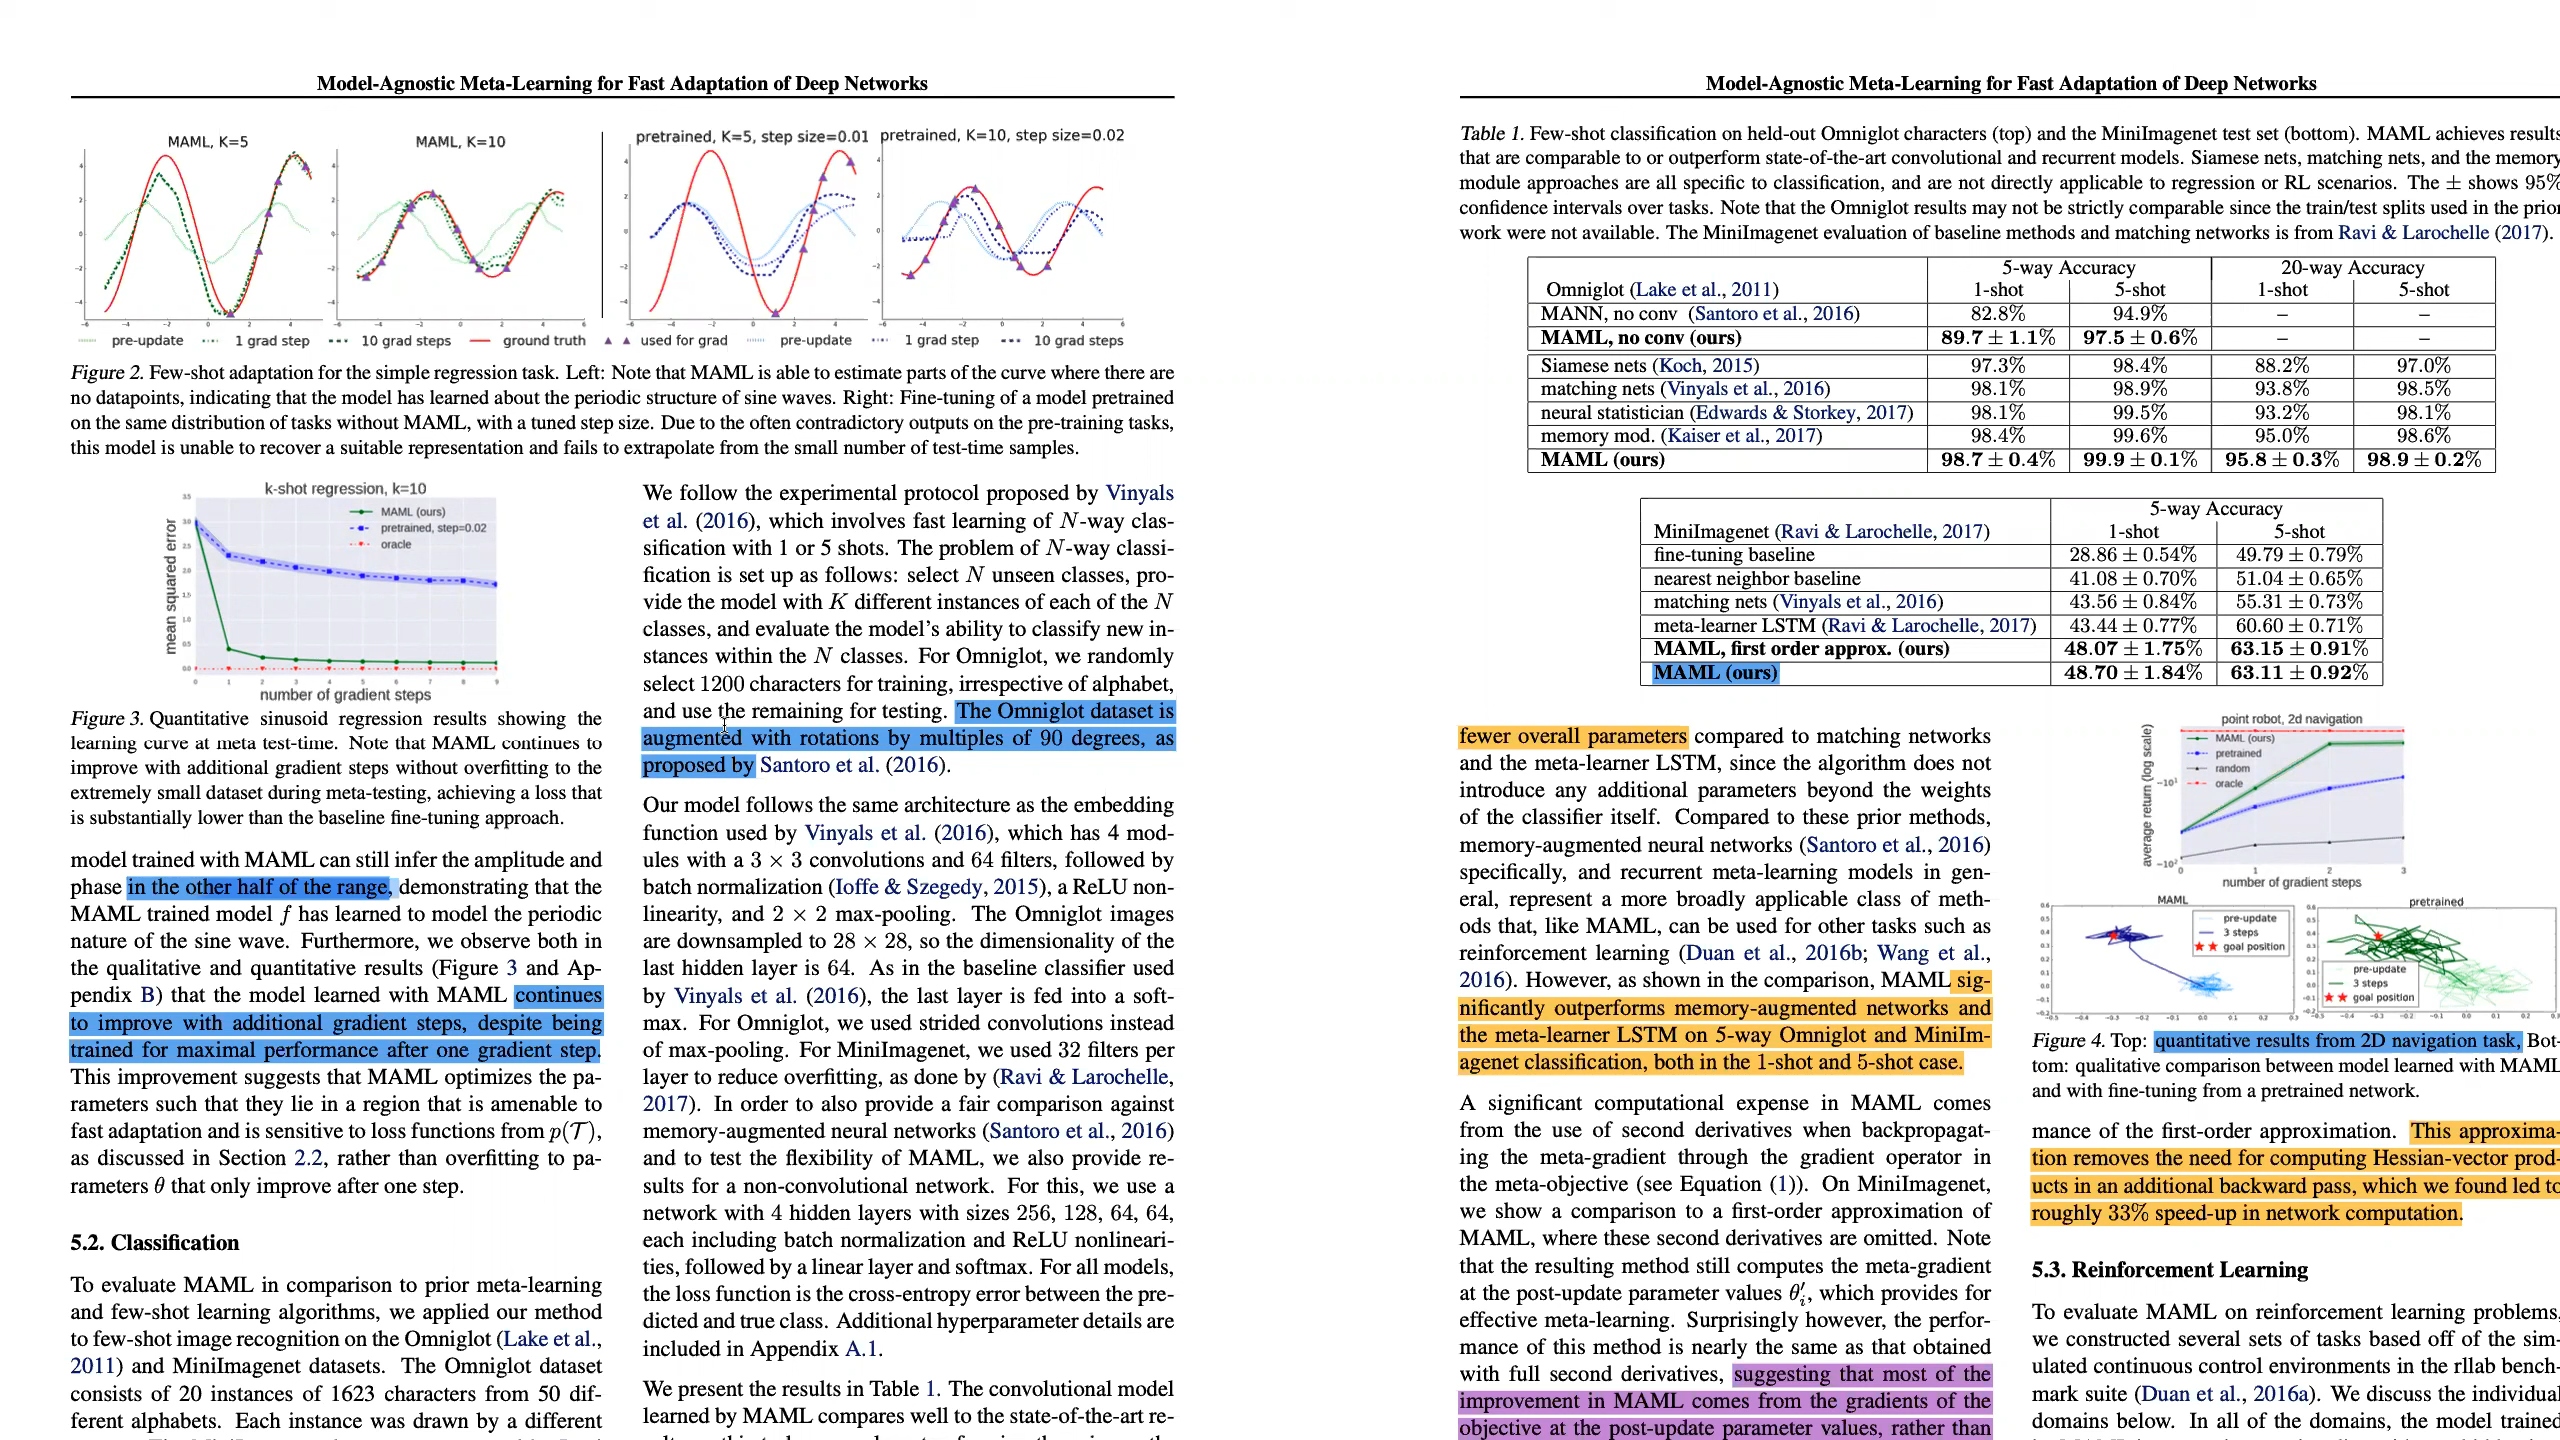 Model-Agnostic Meta-Learning for Fast Adaptation of Deep Networks
MAML, K=5
MAML, K=10
pretrained, K=5, step size=0.01
pretrained, K=10, step size=0.02
pre-update
1 grad step
10 grad steps
ground truth
used for grad
pre-update
1 grad step
10 grad steps
Figure 2. Few-shot adaptation for the simple regression task. Left: Note that MAML is able to estimate parts of the curve where there are
no datapoints, indicating that the model has learned about the periodic structure of sine waves. Right: Fine-tuning of a model pretrained
on the same distribution of tasks without MAML, with a tuned step size. Due to the often contradictory outputs on the pre-training tasks,
this model is unable to recover a suitable representation and fails to extrapolate from the small number of test-time samples.
k-shot regression, k=10
MAML (ours)
pretrained, step=0.02
oracle
mean squared error
3.5
3.0
2.5
2.0
1.5
1.0
0.5
0.0
0 1 2 3 4 5 6 7 8 9
number of gradient steps
Figure 3. Quantitative sinusoid regression results showing the
learning curve at meta test-time. Note that MAML continues to
improve with additional gradient steps without overfitting to the
extremely small dataset during meta-testing, achieving a loss that
is substantially lower than the baseline fine-tuning approach.
model trained with MAML can still infer the amplitude and
phase in the other half of the range, demonstrating that the
MAML trained model f has learned to model the periodic
nature of the sine wave. Furthermore, we observe both in
the qualitative and quantitative results (Figure 3 and Ap-
pendix B) that the model learned with MAML continues
to improve with additional gradient steps, despite being
trained for maximal performance after one gradient step.
This improvement suggests that MAML optimizes the pa-
rameters such that they lie in a region that is amenable to
fast adaptation and is sensitive to loss functions from p(𝒯),
as discussed in Section 2.2, rather than overfitting to pa-
rameters θ that only improve after one step.
5.2. Classification
To evaluate MAML in comparison to prior meta-learning
and few-shot learning algorithms, we applied our method
to few-shot image recognition on the Omniglot (Lake et al.,
2011) and MiniImagenet datasets. The Omniglot dataset
consists of 20 instances of 1623 characters from 50 dif-
ferent alphabets. Each instance was drawn by a different
We follow the experimental protocol proposed by Vinyals
et al. (2016), which involves fast learning of N-way clas-
sification with 1 or 5 shots. The problem of N-way classi-
fication is set up as follows: select N unseen classes, pro-
vide the model with K different instances of each of the N
classes, and evaluate the model's ability to classify new in-
stances within the N classes. For Omniglot, we randomly
select 1200 characters for training, irrespective of alphabet,
and use the remaining for testing. The Omniglot dataset is
augmented with rotations by multiples of 90 degrees, as
proposed by Santoro et al. (2016).
Our model follows the same architecture as the embedding
function used by Vinyals et al. (2016), which has 4 mod-
ules with a 3 × 3 convolutions and 64 filters, followed by
batch normalization (Ioffe & Szegedy, 2015), a ReLU non-
linearity, and 2 × 2 max-pooling. The Omniglot images
are downsampled to 28 × 28, so the dimensionality of the
last hidden layer is 64. As in the baseline classifier used
by Vinyals et al. (2016), the last layer is fed into a soft-
max. For Omniglot, we used strided convolutions instead
of max-pooling. For MiniImagenet, we used 32 filters per
layer to reduce overfitting, as done by (Ravi & Larochelle,
2017). In order to also provide a fair comparison against
memory-augmented neural networks (Santoro et al., 2016)
and to test the flexibility of MAML, we also provide re-
sults for a non-convolutional network. For this, we use a
network with 4 hidden layers with sizes 256, 128, 64, 64,
each including batch normalization and ReLU nonlineari-
ties, followed by a linear layer and softmax. For all models,
the loss function is the cross-entropy error between the pre-
dicted and true class. Additional hyperparameter details are
included in Appendix A.1.
We present the results in Table 1. The convolutional model
learned by MAML compares well to the state-of-the-art re-
Model-Agnostic Meta-Learning for Fast Adaptation of Deep Networks
Table 1. Few-shot classification on held-out Omniglot characters (top) and the MiniImagenet test set (bottom). MAML achieves results
that are comparable to or outperform state-of-the-art convolutional and recurrent models. Siamese nets, matching nets, and the memory
module approaches are all specific to classification, and are not directly applicable to regression or RL scenarios. The ± shows 95%
confidence intervals over tasks. Note that the Omniglot results may not be strictly comparable since the train/test splits used in the prior
work were not available. The MiniImagenet evaluation of baseline methods and matching networks is from Ravi & Larochelle (2017).
5-way Accuracy 20-way Accuracy
Omniglot (Lake et al., 2011) 1-shot 5-shot 1-shot 5-shot
MANN, no conv (Santoro et al., 2016) 82.8% 94.9% – –
MAML, no conv (ours) 89.7 ± 1.1% 97.5 ± 0.6% – –
Siamese nets (Koch, 2015) 97.3% 98.4% 88.2% 97.0%
matching nets (Vinyals et al., 2016) 98.1% 98.9% 93.8% 98.5%
neural statistician (Edwards & Storkey, 2017) 98.1% 99.5% 93.2% 98.1%
memory mod. (Kaiser et al., 2017) 98.4% 99.6% 95.0% 98.6%
MAML (ours) 98.7 ± 0.4% 99.9 ± 0.1% 95.8 ± 0.3% 98.9 ± 0.2%
5-way Accuracy
MiniImagenet (Ravi & Larochelle, 2017) 1-shot 5-shot
fine-tuning baseline 28.86 ± 0.54% 49.79 ± 0.79%
nearest neighbor baseline 41.08 ± 0.70% 51.04 ± 0.65%
matching nets (Vinyals et al., 2016) 43.56 ± 0.84% 55.31 ± 0.73%
meta-learner LSTM (Ravi & Larochelle, 2017) 43.44 ± 0.77% 60.60 ± 0.71%
MAML, first order approx. (ours) 48.07 ± 1.75% 63.15 ± 0.91%
MAML (ours) 48.70 ± 1.84% 63.11 ± 0.92%
fewer overall parameters compared to matching networks
and the meta-learner LSTM, since the algorithm does not
introduce any additional parameters beyond the weights
of the classifier itself. Compared to these prior methods,
memory-augmented neural networks (Santoro et al., 2016)
specifically, and recurrent meta-learning models in gen-
eral, represent a more broadly applicable class of meth-
ods that, like MAML, can be used for other tasks such as
reinforcement learning (Duan et al., 2016b; Wang et al.,
2016). However, as shown in the comparison, MAML sig-
nificantly outperforms memory-augmented networks and
the meta-learner LSTM on 5-way Omniglot and MiniIm-
agenet classification, both in the 1-shot and 5-shot case.
A significant computational expense in MAML comes
from the use of second derivatives when backpropagat-
ing the meta-gradient through the gradient operator in
the meta-objective (see Equation (1)). On MiniImagenet,
we show a comparison to a first-order approximation of
MAML, where these second derivatives are omitted. Note
that the resulting method still computes the meta-gradient
at the post-update parameter values θ′i, which provides for
effective meta-learning. Surprisingly however, the perfor-
mance of this method is nearly the same as that obtained
with full second derivatives, suggesting that most of the
improvement in MAML comes from the gradients of the
objective at the post-update parameter values, rather than
point robot, 2d navigation
MAML (ours)
pretrained
random
oracle
average return (log scale)
−10¹
−10²
0 1 2 3
number of gradient steps
MAML
pre-update
3 steps
goal position
pretrained
pre-update
3 steps
goal position
Figure 4. Top: quantitative results from 2D navigation task, Bot-
tom: qualitative comparison between model learned with MAML
and with fine-tuning from a pretrained network.
mance of the first-order approximation. This approxima-
tion removes the need for computing Hessian-vector prod-
ucts in an additional backward pass, which we found led to
roughly 33% speed-up in network computation.
5.3. Reinforcement Learning
To evaluate MAML on reinforcement learning problems,
we constructed several sets of tasks based off of the sim-
ulated continuous control environments in the rllab bench-
mark suite (Duan et al., 2016a). We discuss the individual
domains below. In all of the domains, the model trained